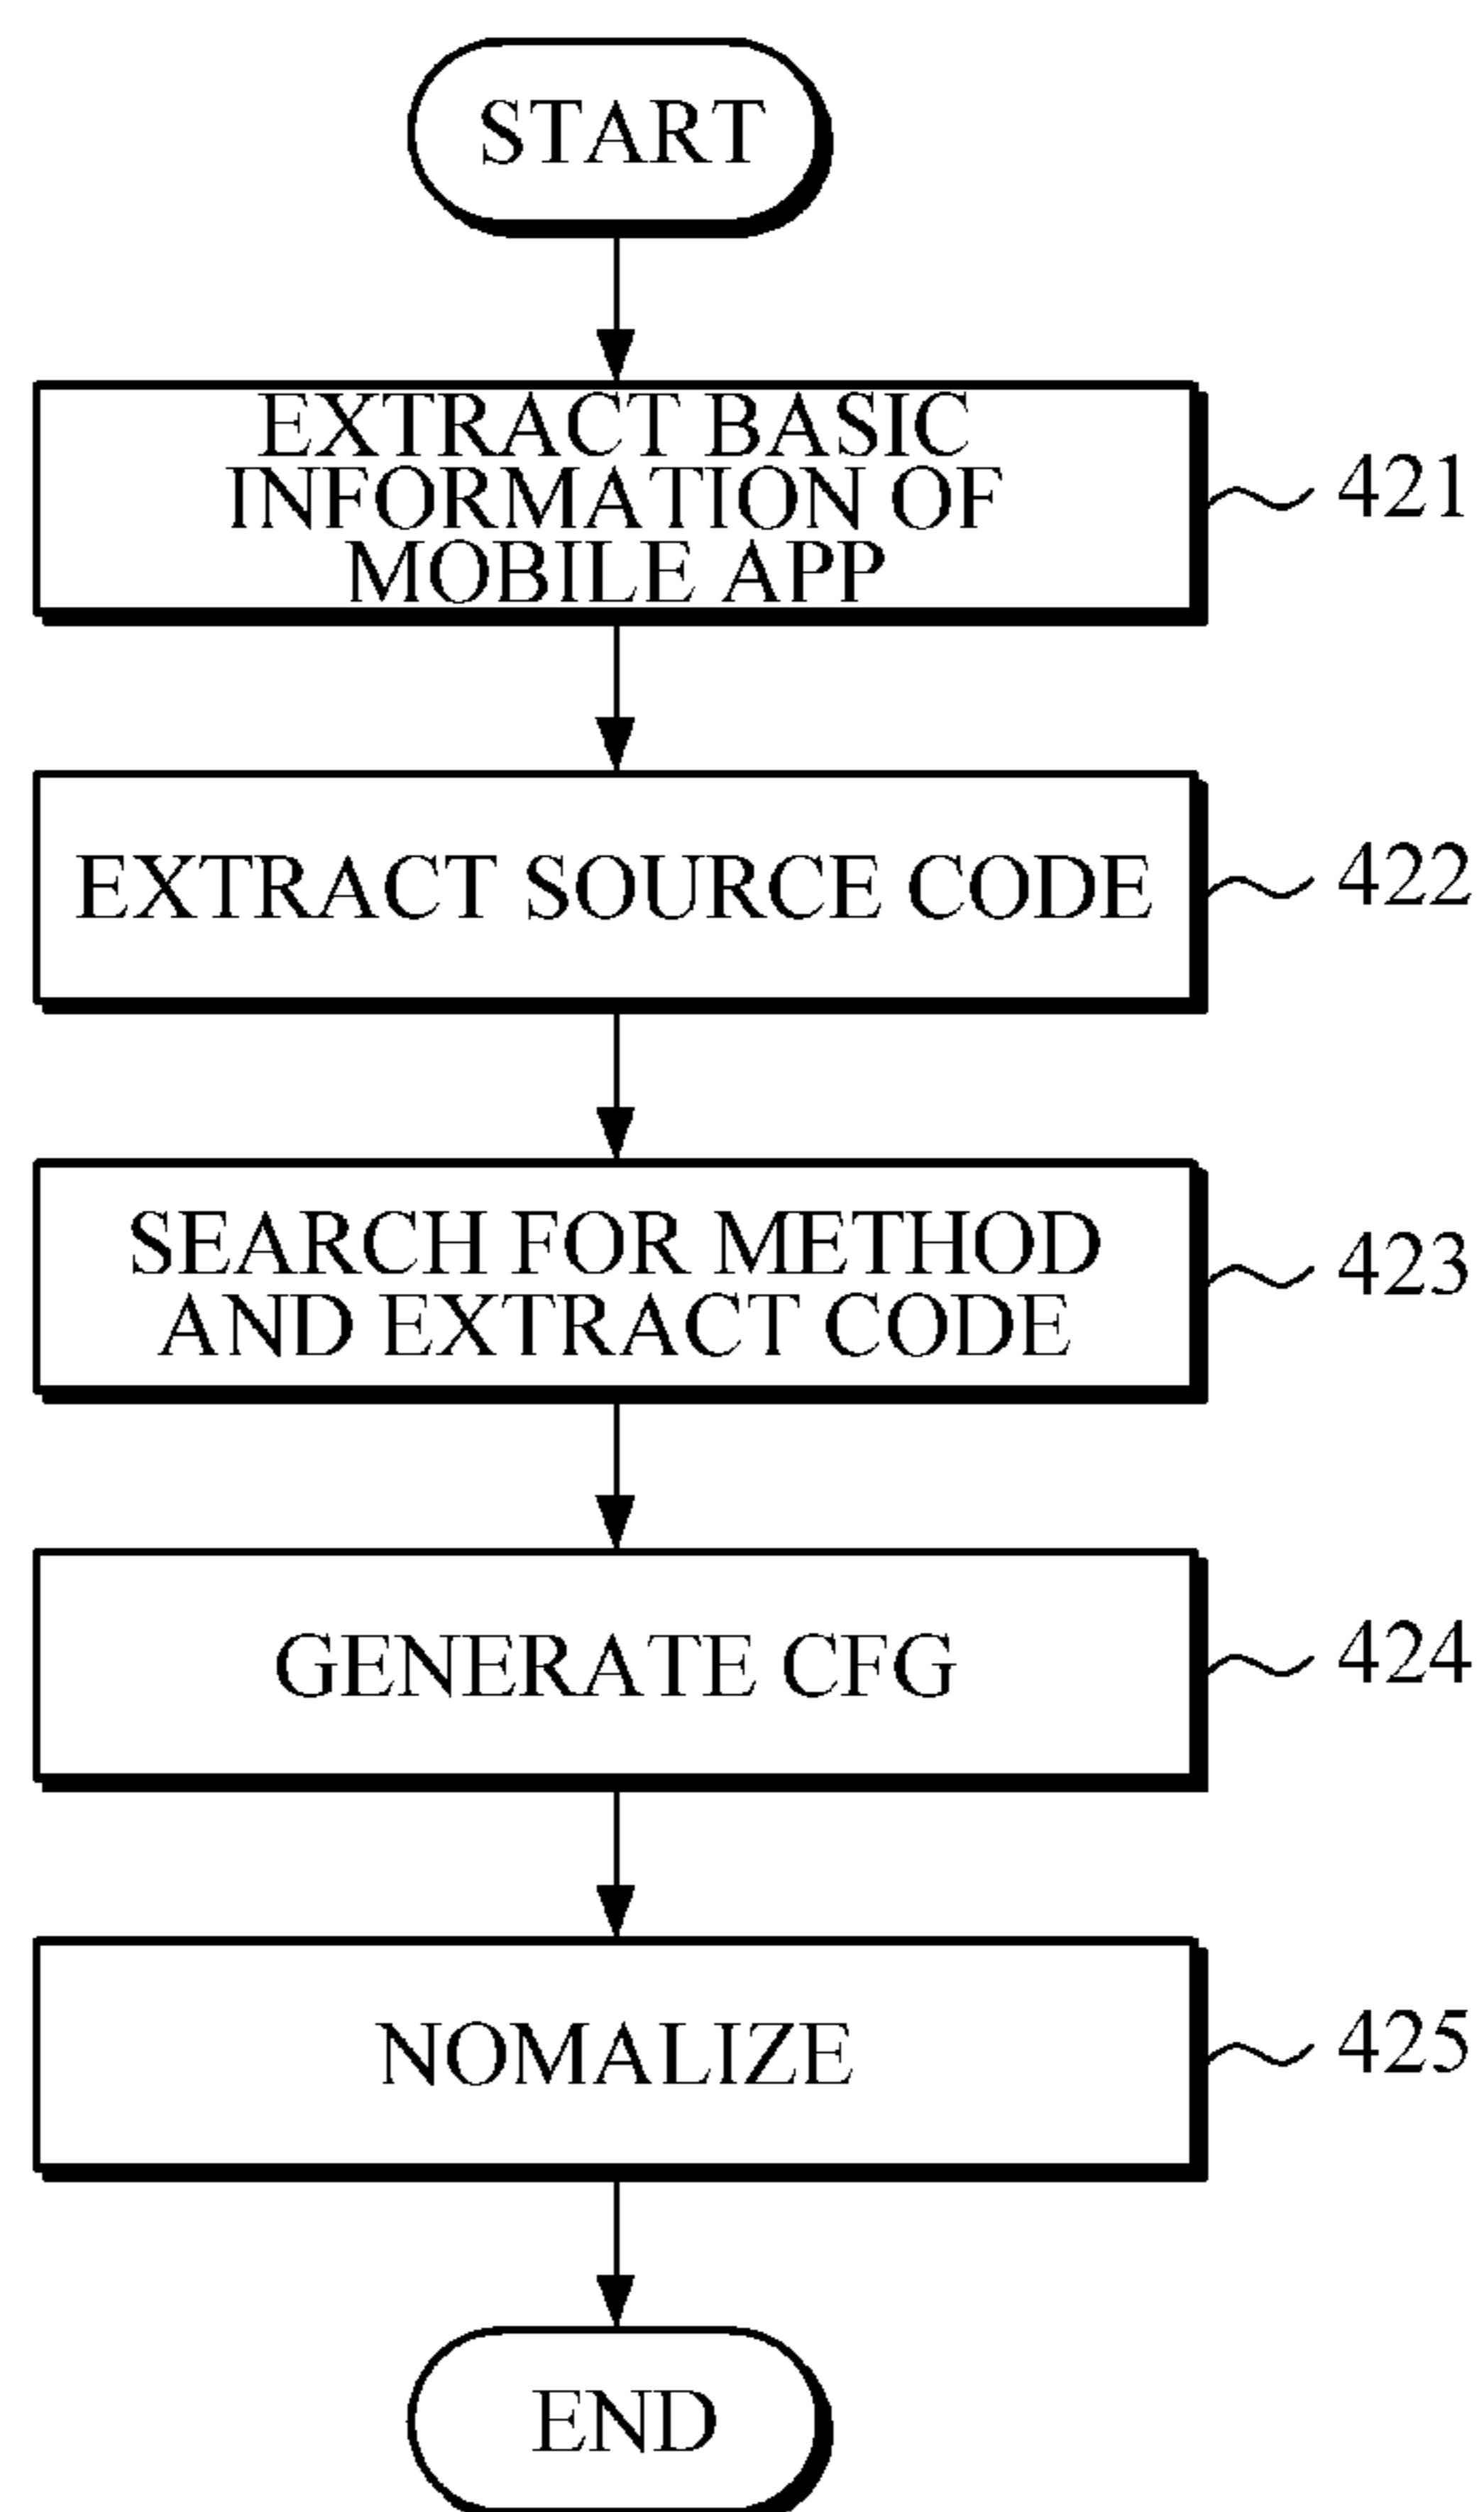 START
EXTRACT BASIC
INFORMATION OF
MOBILE APP
421
EXTRACT SOURCE CODE
422
SEARCH FOR METHOD
AND EXTRACT CODE
423
GENERATE CFG
424
NOMALIZE
425
END